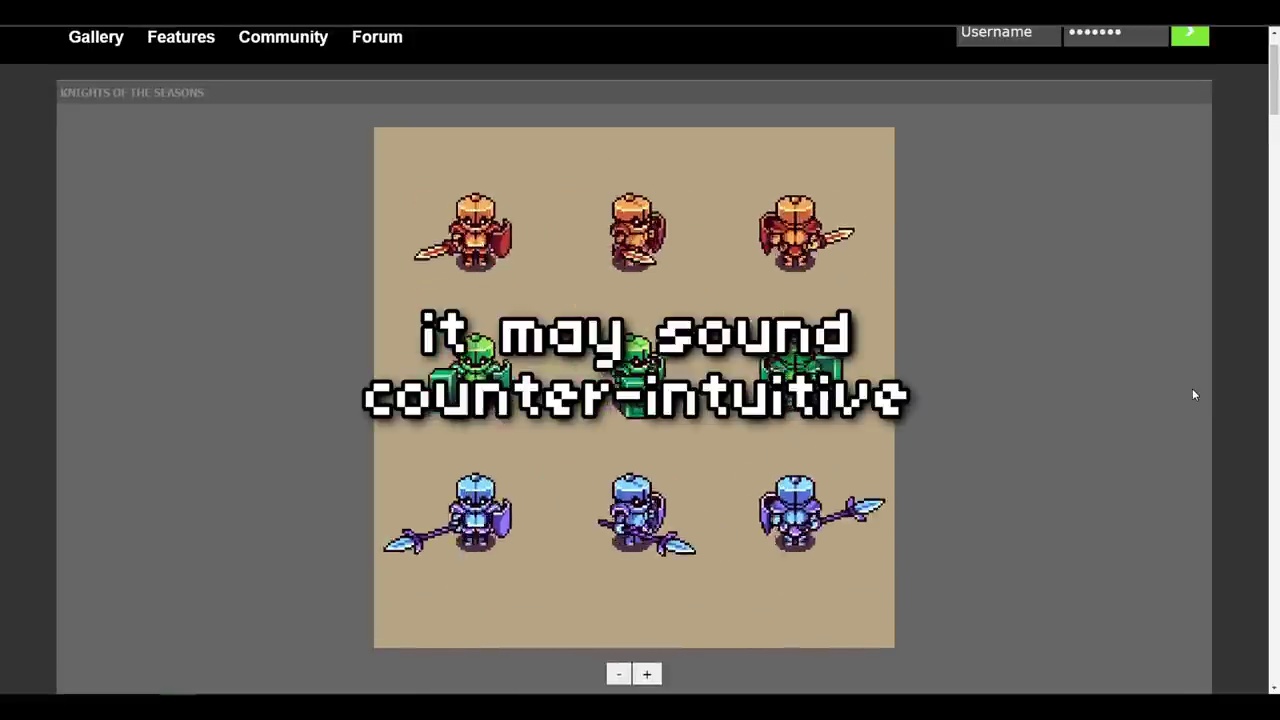 Gallery Features Community Forum
Username
KNIGHTS OF THE SEASONS
it may sound
counter-intuitive
- +